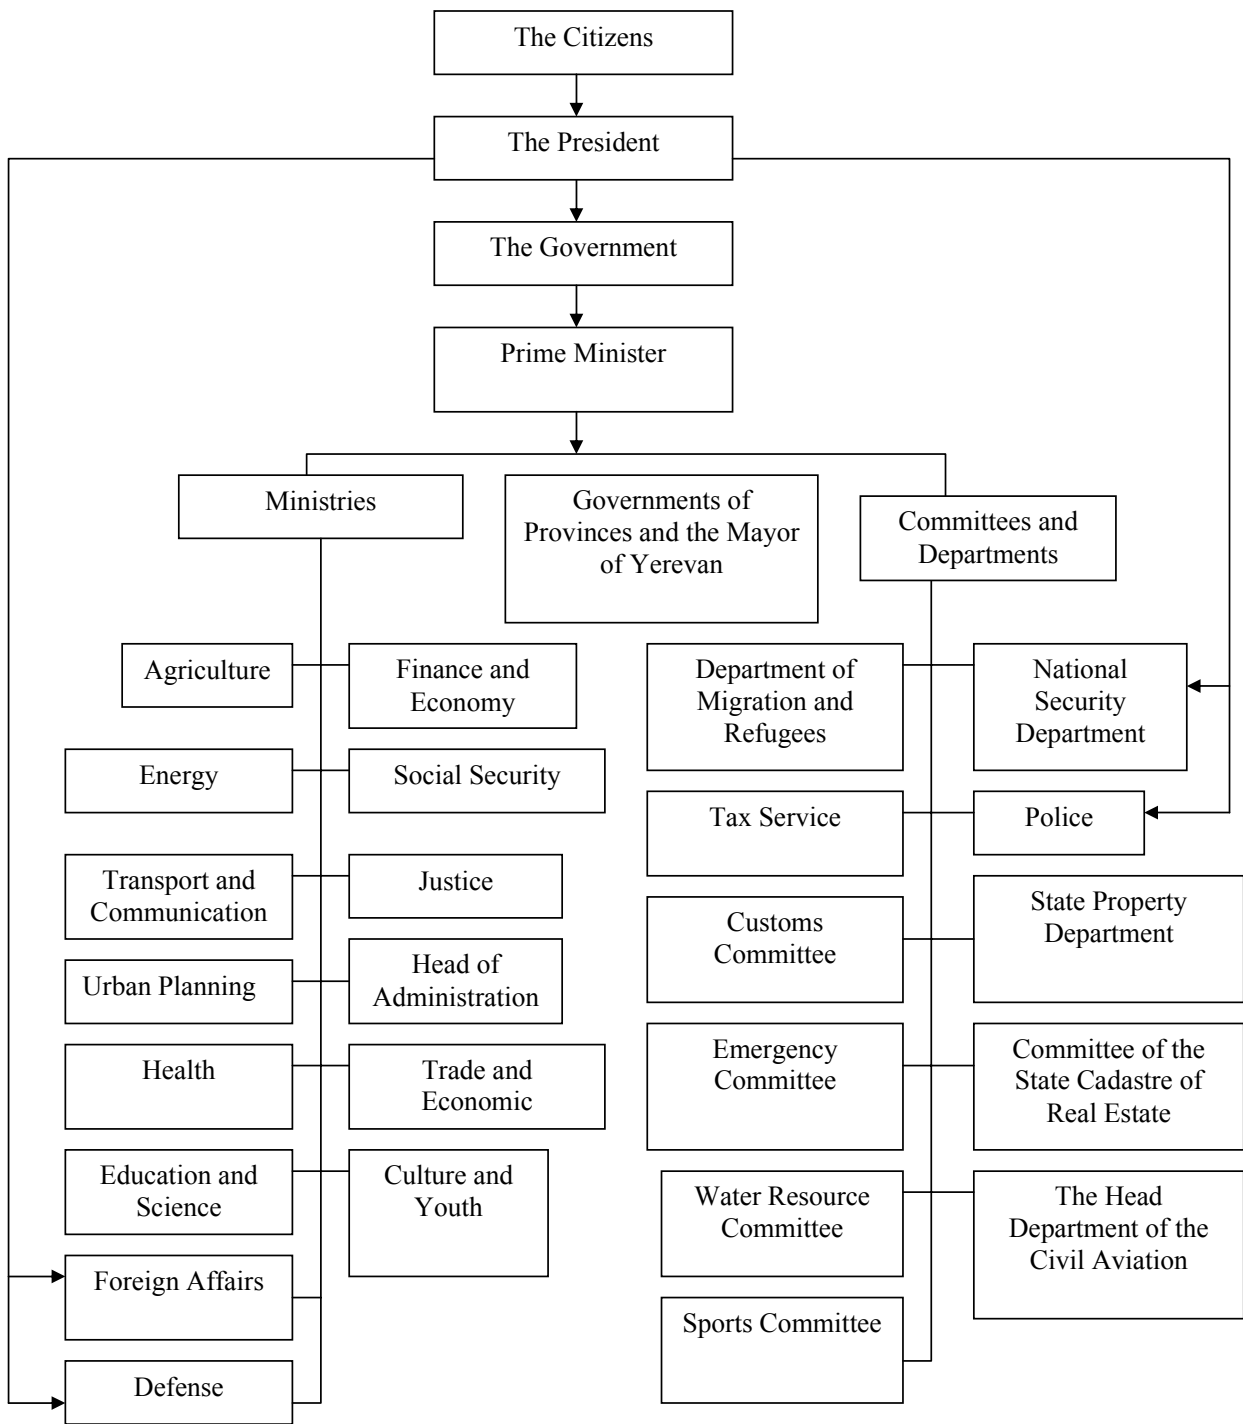 The Citizens
The President
The Government
Prime Minister
Ministries
Governments of
Provinces and the Mayor
of Yerevan
Committees and
Departments
Agriculture
Finance and
Economy
Energy
Social Security
Transport and
Communication
Justice
Urban Planning
Head of
Administration
Health
Trade and
Economic
Education and
Science
Culture and
Youth
Foreign Affairs
Defense
Department of
Migration and
Refugees
National
Security
Department
Tax Service
Police
Customs
Committee
State Property
Department
Emergency
Committee
Committee of the
State Cadastre of
Real Estate
Water Resource
Committee
The Head
Department of the
Civil Aviation
Sports Committee